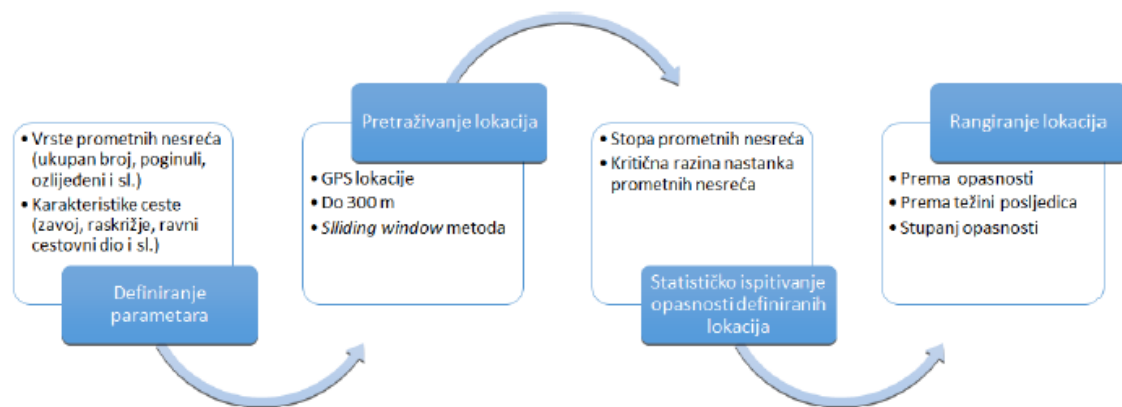 • Vrste prometnih nesreća
(ukupan broj, poginuli,
ozlijeđeni i sl.)
• Karakteristike ceste
(zavoj, raskrižje, ravni
cestovni dio i sl.)
Definiranje
parametara
Pretraživanje lokacija
• GPS lokacije
• Do 300 m
• Slliding window metoda
• Stopa prometnih nesreća
• Kritična razina nastanka
prometnih nesreća
Statističko ispitivanje
opasnosti definiranih
lokacija
Rangiranje lokacija
• Prema opasnosti
• Prema težini posljedica
• Stupanj opasnosti